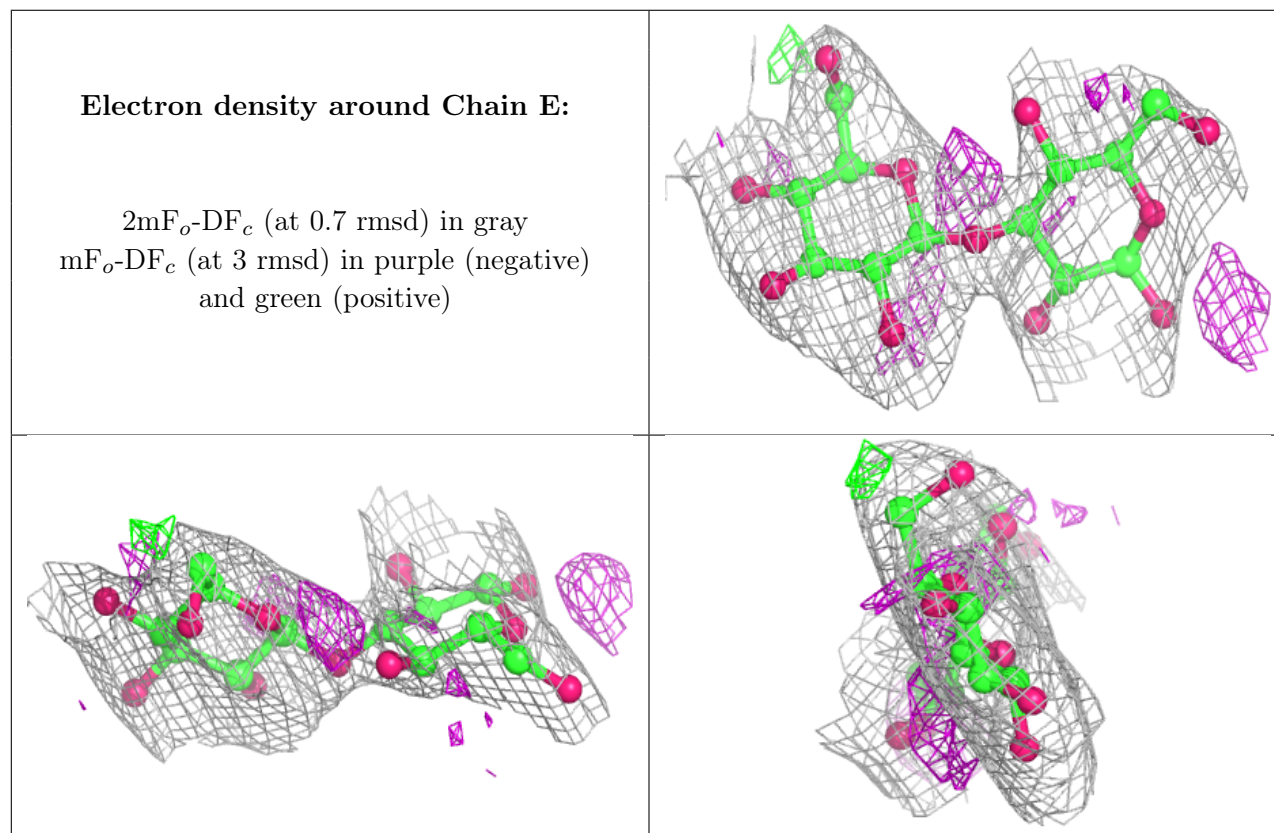 Electron density around Chain E:
2mFo-DFc (at 0.7 rmsd) in gray
mFo-DFc (at 3 rmsd) in purple (negative)
and green (positive)